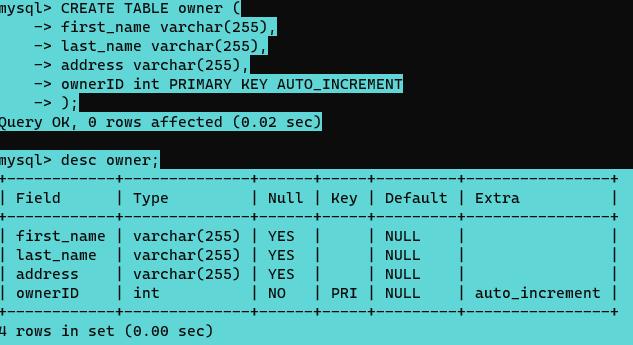 mysql> CREATE TABLE owner (
    -> first_name varchar(255),
    -> last_name varchar(255),
    -> address varchar(255),
    -> ownerID int PRIMARY KEY AUTO_INCREMENT
    -> );
Query OK, 0 rows affected (0.02 sec)

mysql> desc owner;
+------------+--------------+------+-----+---------+----------------+
| Field      | Type         | Null | Key | Default | Extra          |
+------------+--------------+------+-----+---------+----------------+
| first_name | varchar(255) | YES  |     | NULL    |                |
| last_name  | varchar(255) | YES  |     | NULL    |                |
| address    | varchar(255) | YES  |     | NULL    |                |
| ownerID    | int          | NO   | PRI | NULL    | auto_increment |
+------------+--------------+------+-----+---------+----------------+
4 rows in set (0.00 sec)